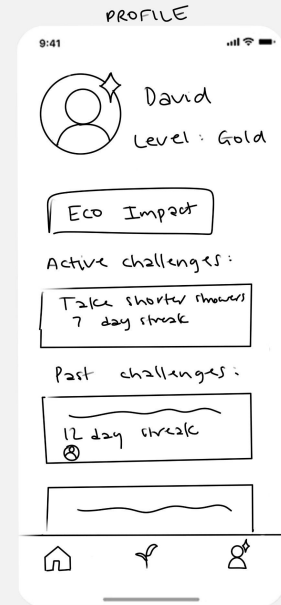 PROFILE
9:41
David
Level: Gold
Eco Impact
Active challenges:
Take shorter showers
7 day streak
Past challenges:
12 day streak